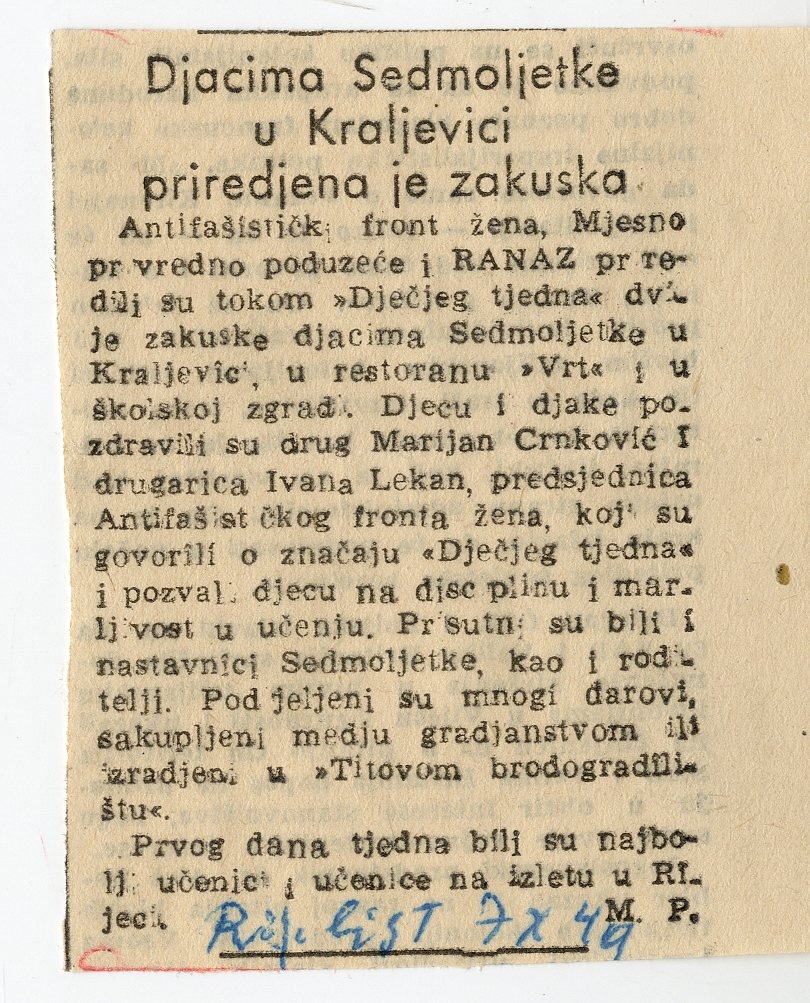 Djacima Sedmoljetke
u Kraljevici
priredjena je zakuska
Antifašistički front žena, Mjesno
privredno poduzeće i RANAZ prire-
dili su tokom »Dječjeg tjedna« dvi-
je zakuske djacima Sedmoljetke u
Kraljevici, u restoranu »Vrt« i u
školskoj zgradi. Djecu i djake po-
zdravili su drug Marijan Crnković i
drugarica Ivana Lekan, predsjednica
Antifašističkog fronta žena, koji su
govorili o značaju «Dječjeg tjedna«
i pozvali djecu na disciplinu i mar-
ljivost u učenju. Prisutni su bili i
nastavnici Sedmoljetke, kao i rodi-
telji. Podijeljeni su mnogi darovi,
sakupljeni medju gradjanstvom ili
izradjeni u »Titovom brodogradili-
štu«.
Prvog dana tjedna bili su najbo-
lji učenici i učenice na izletu u Ri-
jeci. M. P.
Rij. list 7 X 49